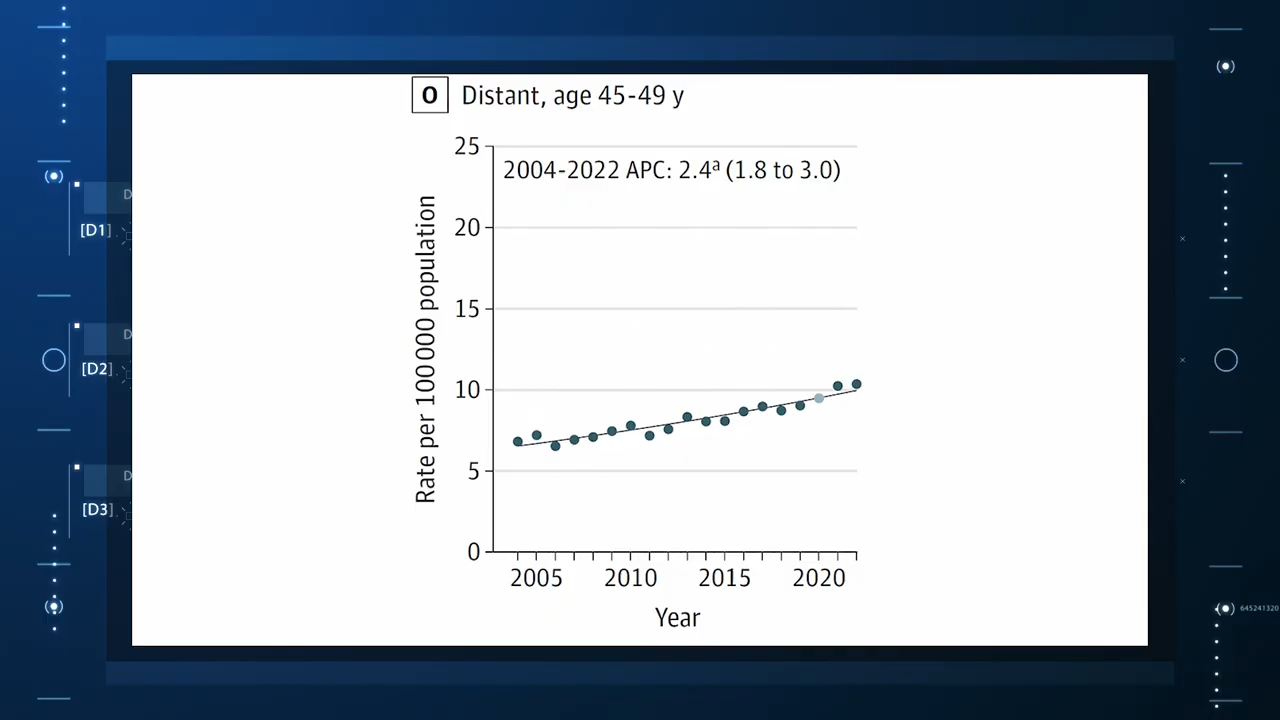 O Distant, age 45-49 y
25
2004-2022 APC: 2.4ª (1.8 to 3.0)
20
15
10
5
0
Rate per 100 000 population
2005 2010 2015 2020
Year
D
[D1]
D
[D2]
D
[D3]
645241320